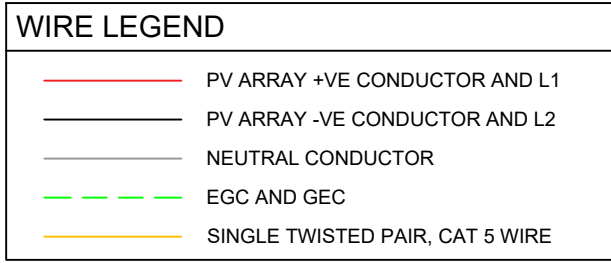 WIRE LEGEND
PV ARRAY +VE CONDUCTOR AND L1
PV ARRAY -VE CONDUCTOR AND L2
NEUTRAL CONDUCTOR
EGC AND GEC
SINGLE TWISTED PAIR, CAT 5 WIRE